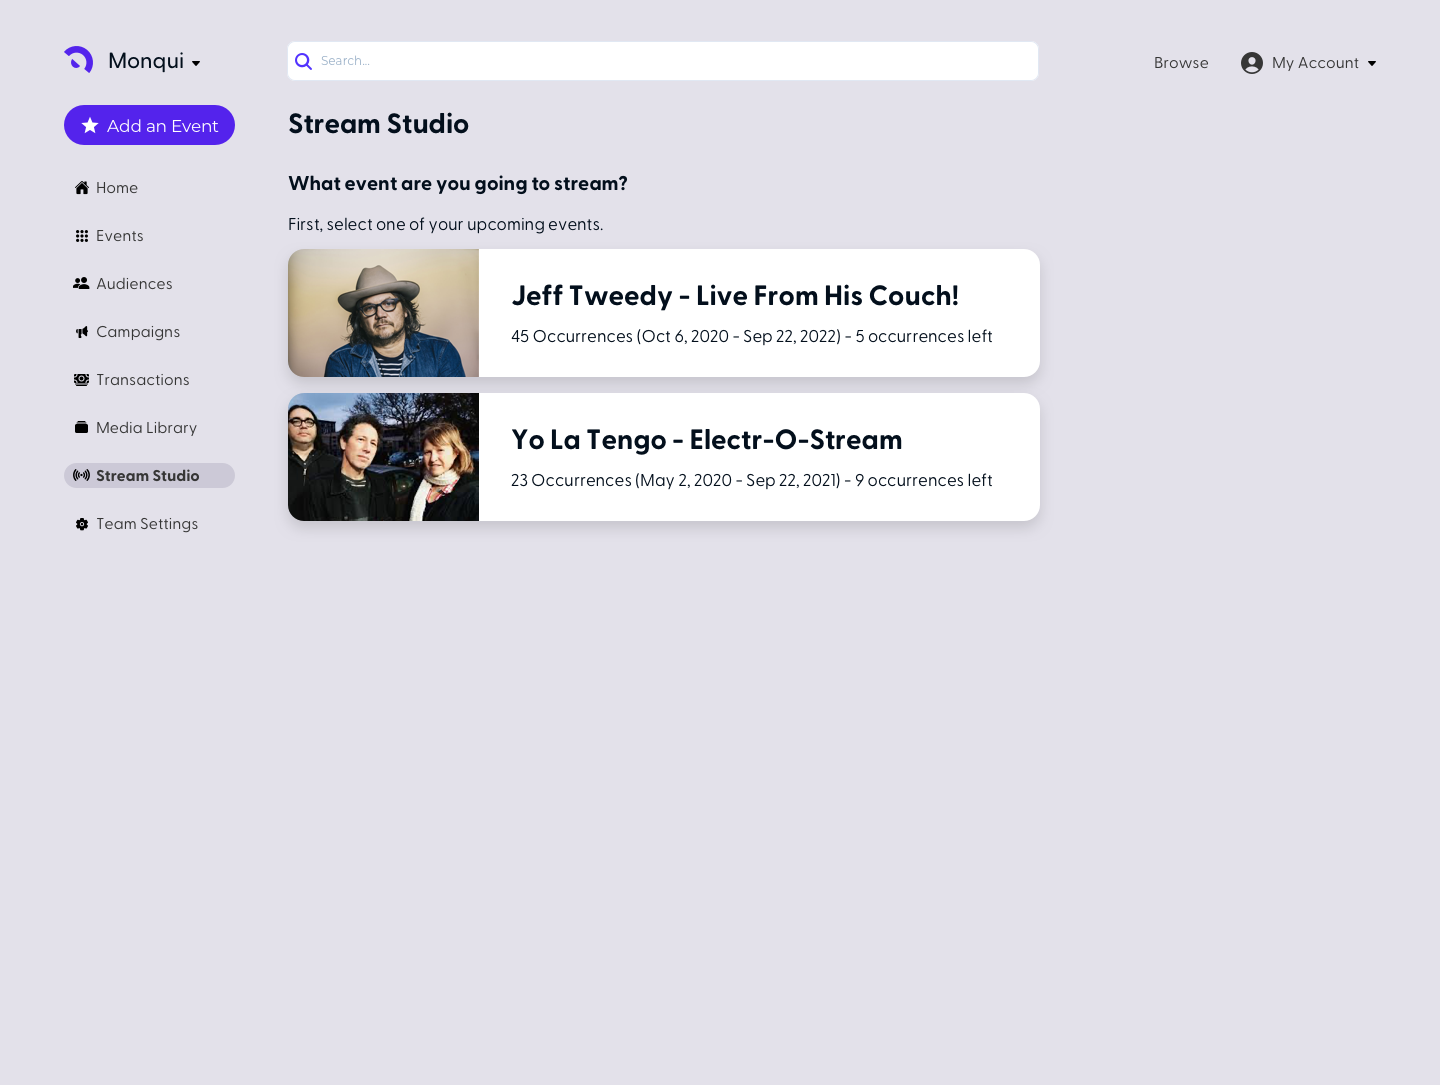 Monqui
Search...
Browse
My Account
Add an Event
Home
Events
Audiences
Campaigns
Transactions
Media Library
Stream Studio
Team Settings
Stream Studio
What event are you going to stream?
First, select one of your upcoming events.
Jeff Tweedy - Live From His Couch!
45 Occurrences (Oct 6, 2020 - Sep 22, 2022) - 5 occurrences left
Yo La Tengo - Electr-O-Stream
23 Occurrences (May 2, 2020 - Sep 22, 2021) - 9 occurrences left